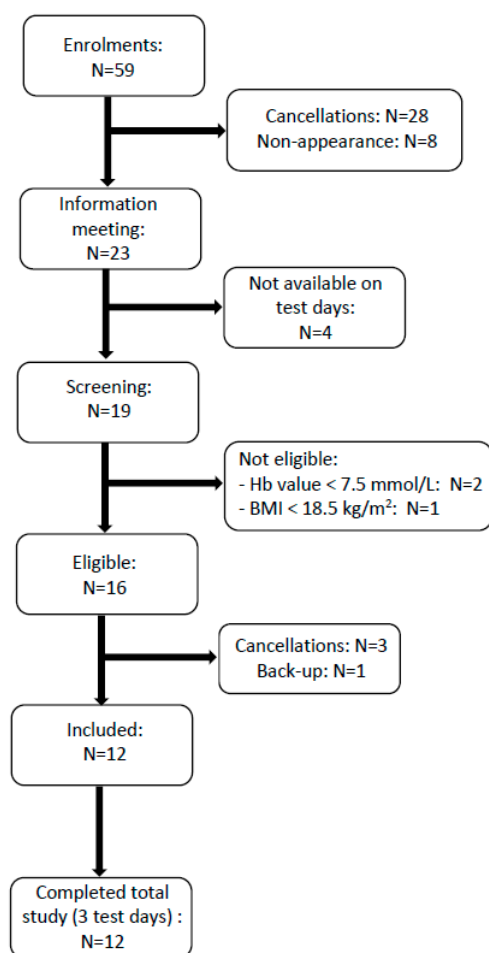 Enrolments:
N=59
Cancellations: N=28
Non-appearance: N=8
Information
meeting:
N=23
Not available on
test days:
N=4
Screening:
N=19
Not eligible:
- Hb value < 7.5 mmol/L: N=2
- BMI < 18.5 kg/m²: N=1
Eligible:
N=16
Cancellations: N=3
Back-up: N=1
Included:
N=12
Completed total
study (3 test days) :
N=12